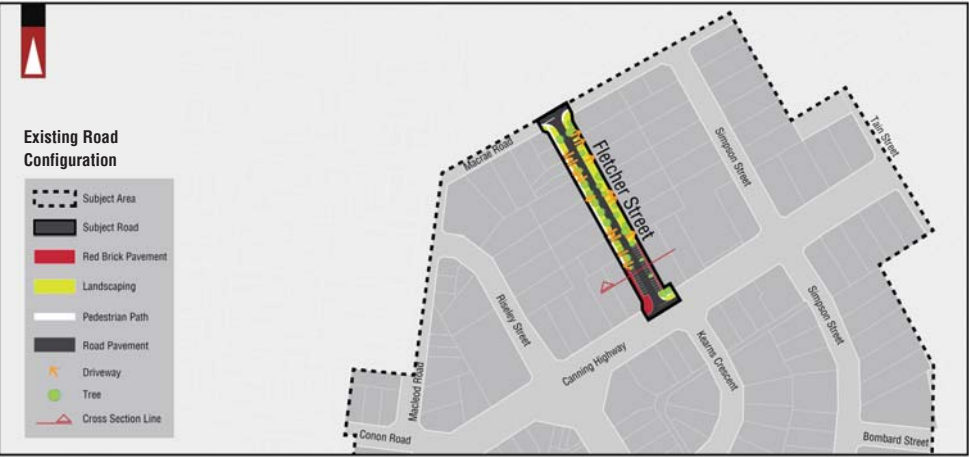 Existing Road
Configuration
Subject Area
Subject Road
Red Brick Pavement
Landscaping
Pedestrian Path
Road Pavement
Driveway
Tree
Cross Section Line
Macrae Road
Fletcher Street
Simpson Street
Tain Street
Riseley Street
Canning Highway
Kearns Crescent
Simpson Street
Macleod Road
Conon Road
Bombard Street